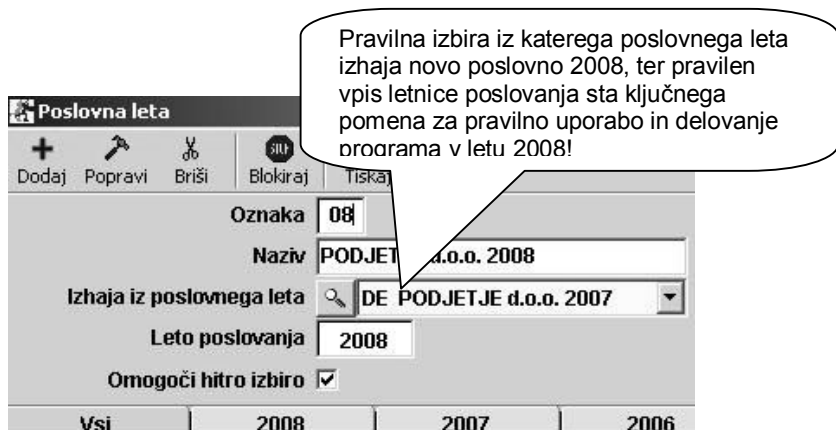 Pravilna izbira iz katerega poslovnega leta
izhaja novo poslovno 2008, ter pravilen
vpis letnice poslovanja sta ključnega
pomena za pravilno uporabo in delovanje
programa v letu 2008!
Poslovna leta
Dodaj Popravi Briši Blokiraj Tiskaj
Oznaka 08
Naziv PODJET d.o.o. 2008
Izhaja iz poslovnega leta DE PODJETJE d.o.o. 2007
Leto poslovanja 2008
Omogoči hitro izbiro
Vsi 2008 2007 2006